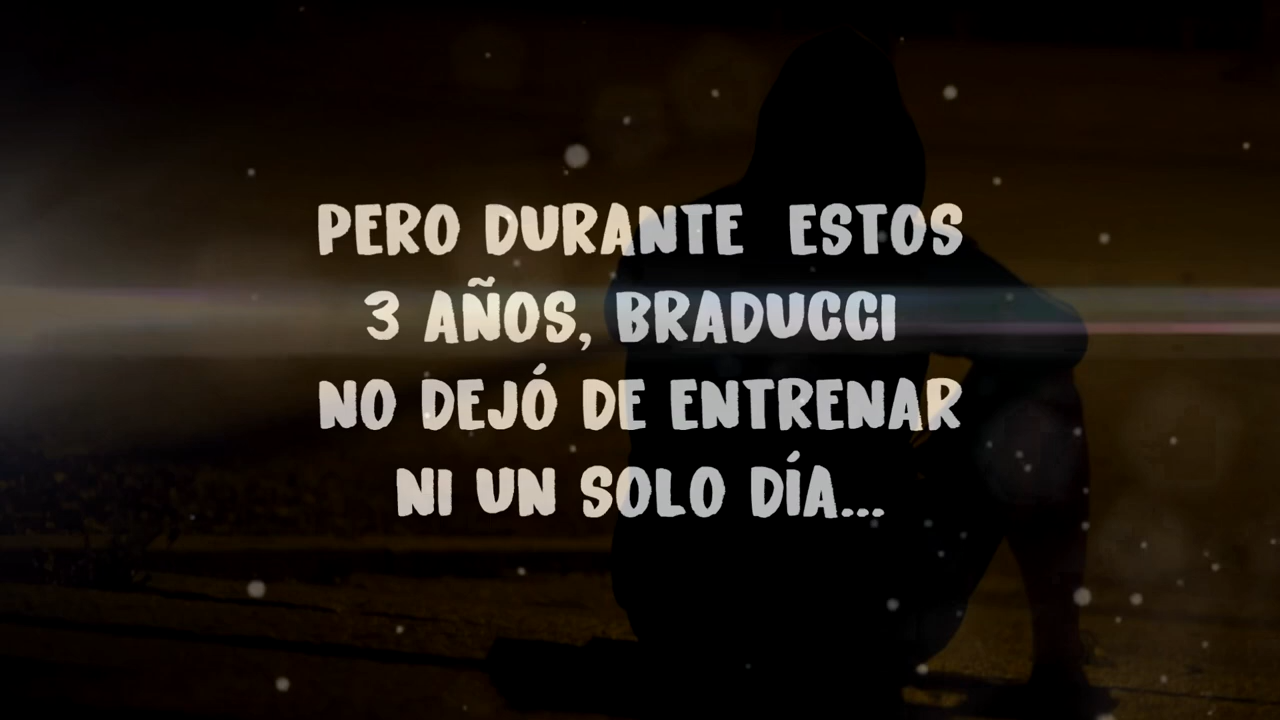 PERO DURANTE ESTOS
3 AÑOS, BRADUCCI
NO DEJÓ DE ENTRENAR
NI UN SOLO DÍA...